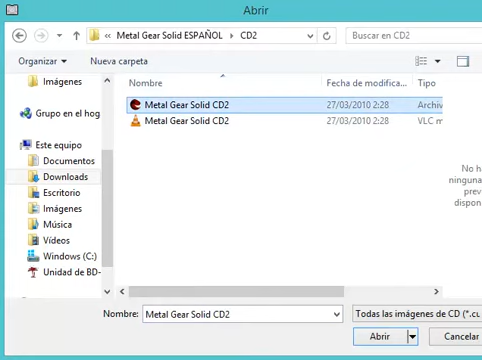 Abrir
« Metal Gear Solid ESPAÑOL > CD2
Buscar en CD2
Organizar
Nueva carpeta
Nombre
Fecha de modifica...
Tipo
Imágenes
Grupo en el hog
Este equipo
Documentos
Downloads
Escritorio
Imágenes
Música
Vídeos
Windows (C:)
Unidad de BD-
Metal Gear Solid CD2
27/03/2010 2:28
Archiv
Metal Gear Solid CD2
27/03/2010 2:28
VLC m
No h
ninguna
prev
dispon
Nombre:
Metal Gear Solid CD2
Todas las imágenes de CD (*.cu
Abrir
Cancelar